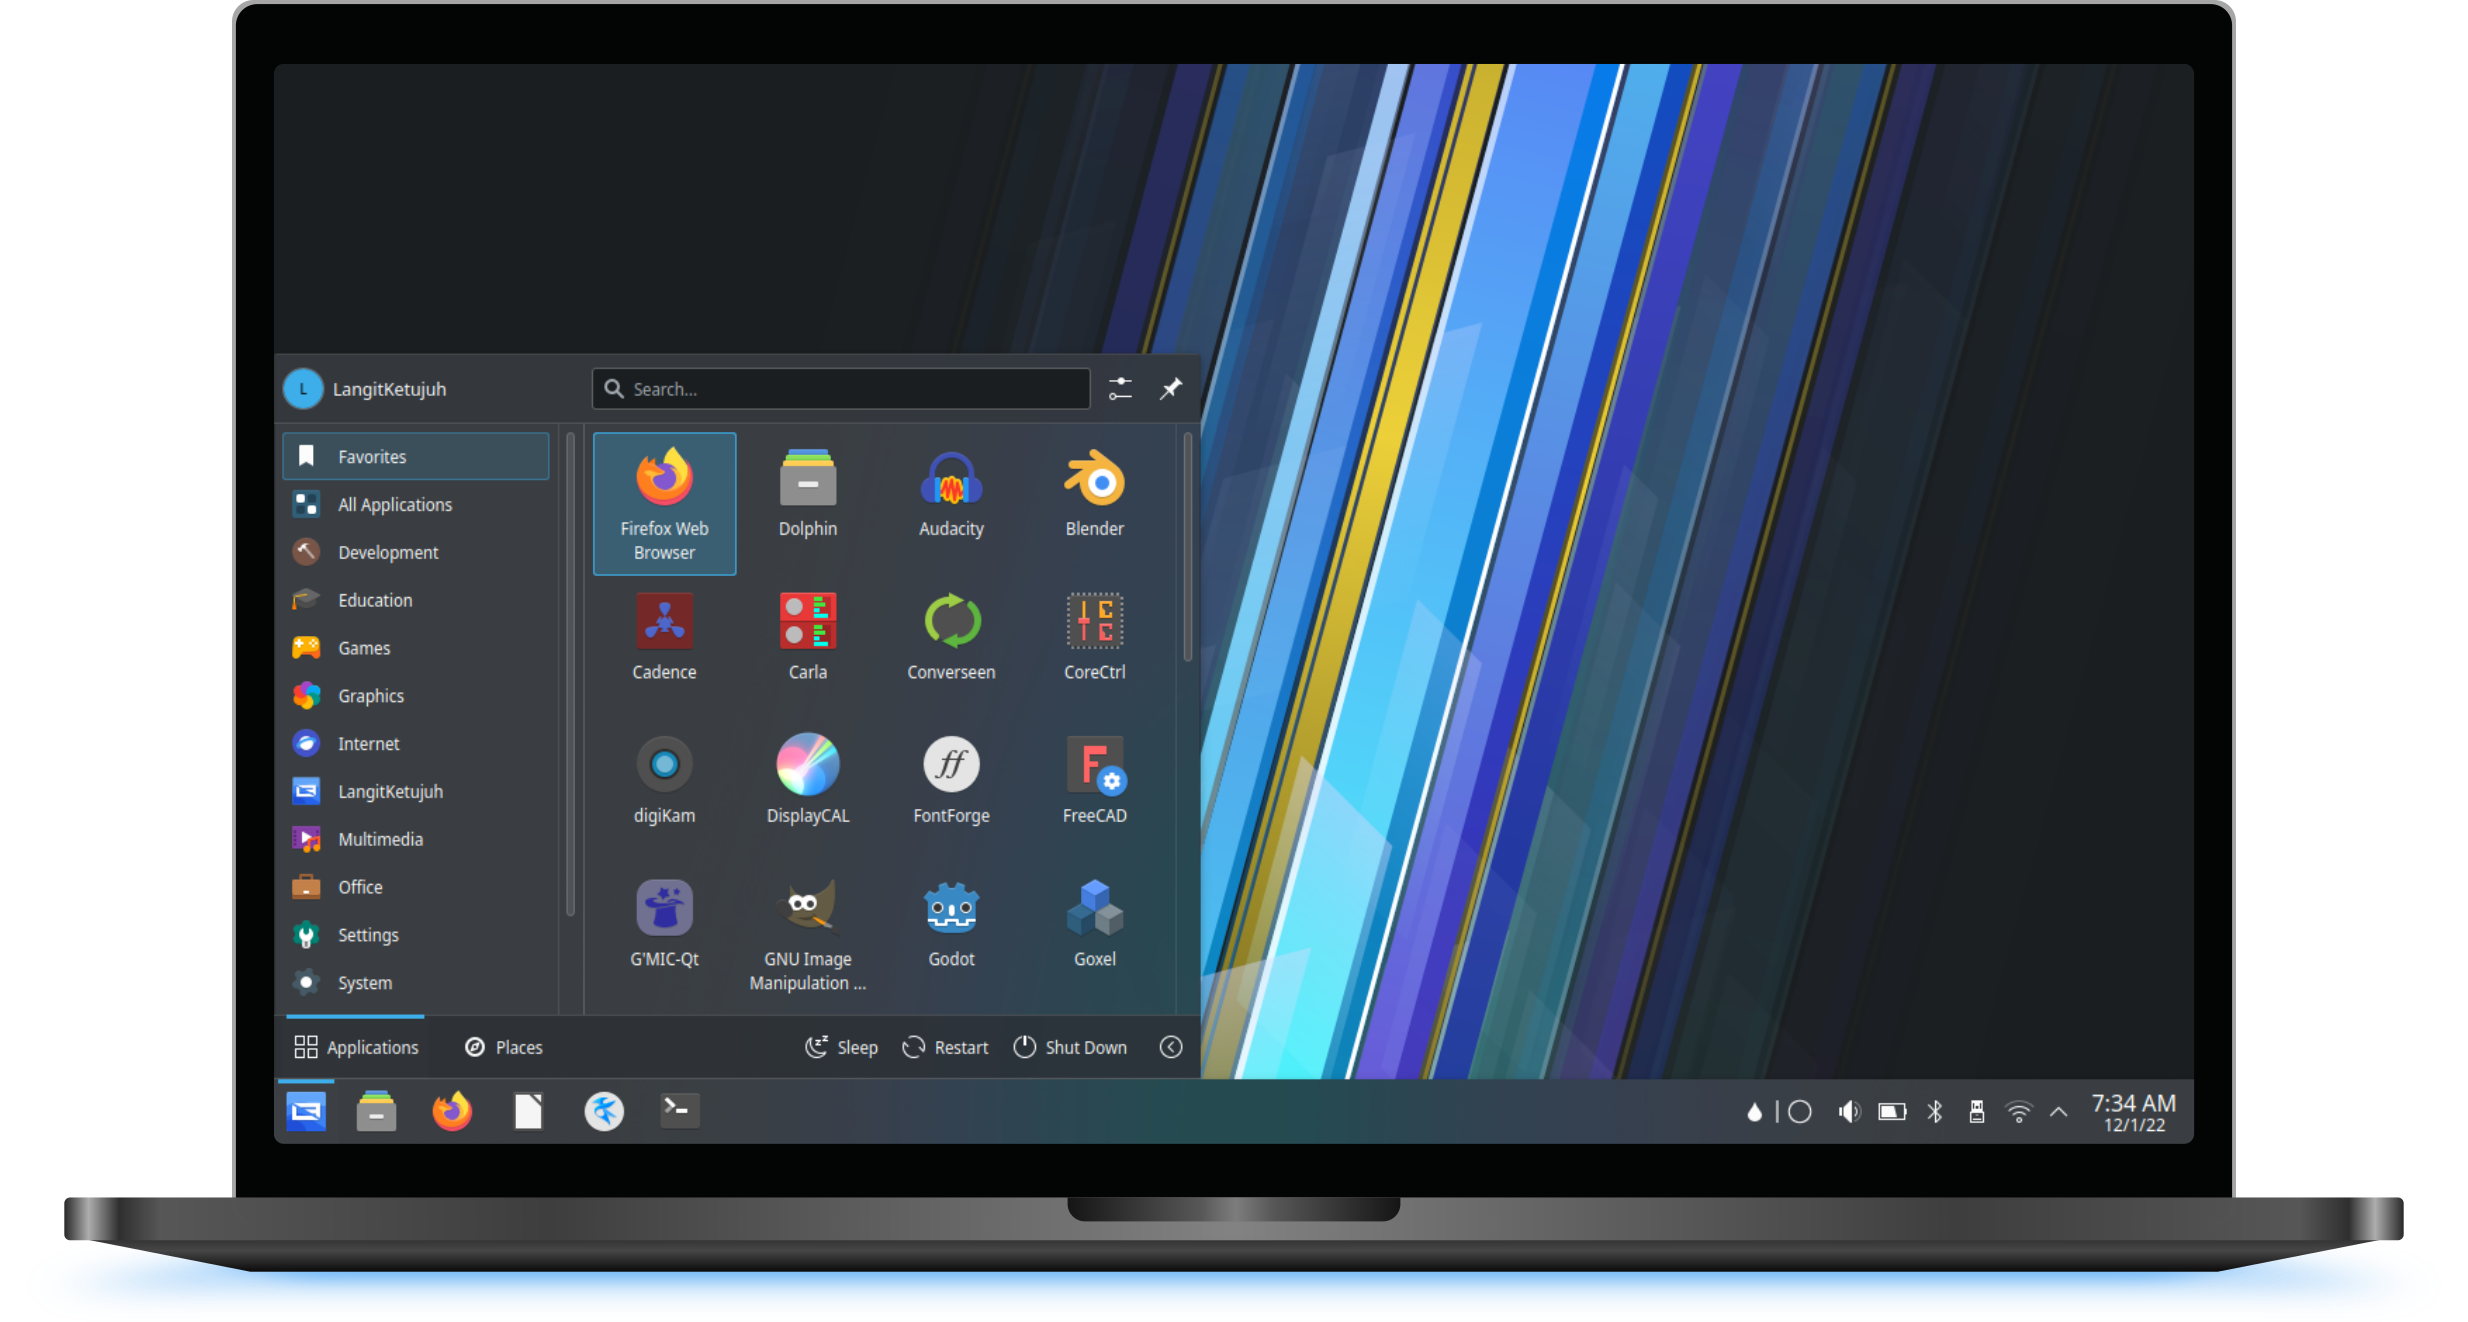 L LangitKetujuh
Search...
Favorites
All Applications
Development
Education
Games
Graphics
Internet
LangitKetujuh
Multimedia
Office
Settings
System
Firefox Web
Browser
Dolphin
Audacity
Blender
Cadence
Carla
Converseen
CoreCtrl
digiKam
DisplayCAL
ff
FontForge
F
FreeCAD
G'MIC-Qt
GNU Image
Manipulation ...
Godot
Goxel
Applications
Places
Sleep
Restart
Shut Down
7:34 AM
12/1/22